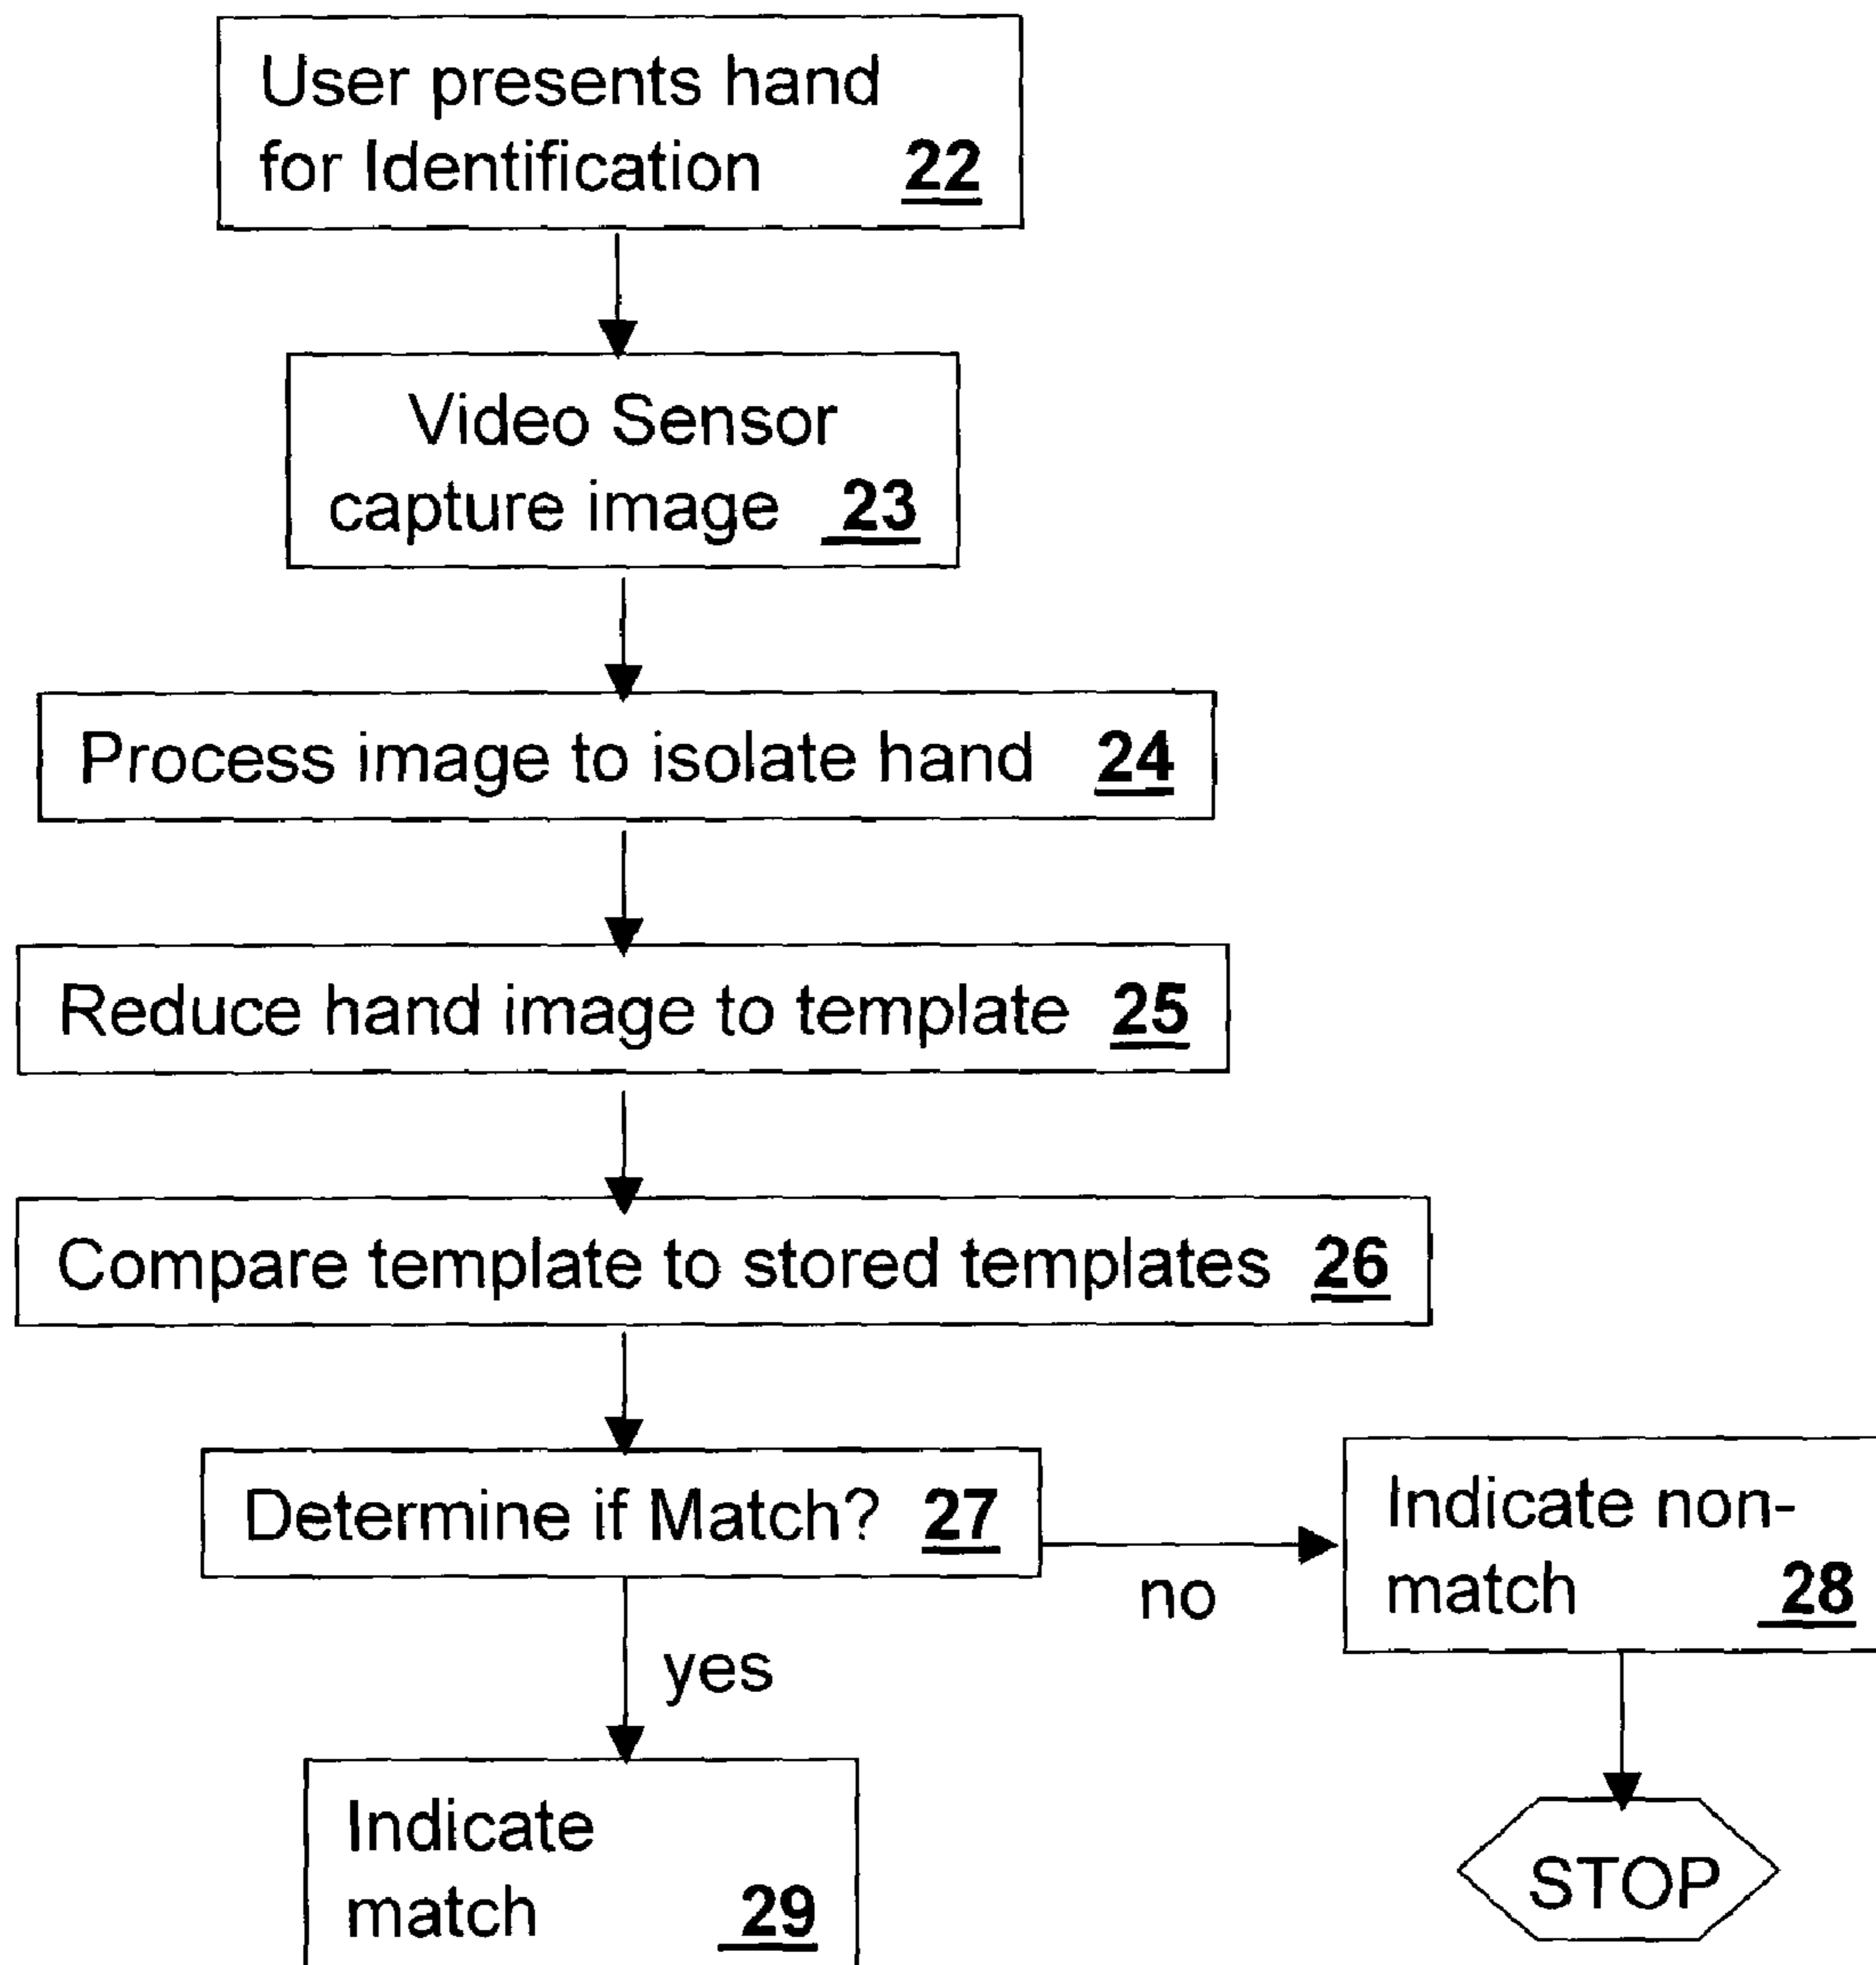 User presents hand
for Identification 22
Video Sensor
capture image 23
Process image to isolate hand 24
Reduce hand image to template 25
Compare template to stored templates 26
Determine if Match? 27
no
Indicate non-
match 28
yes
Indicate
match 29
STOP